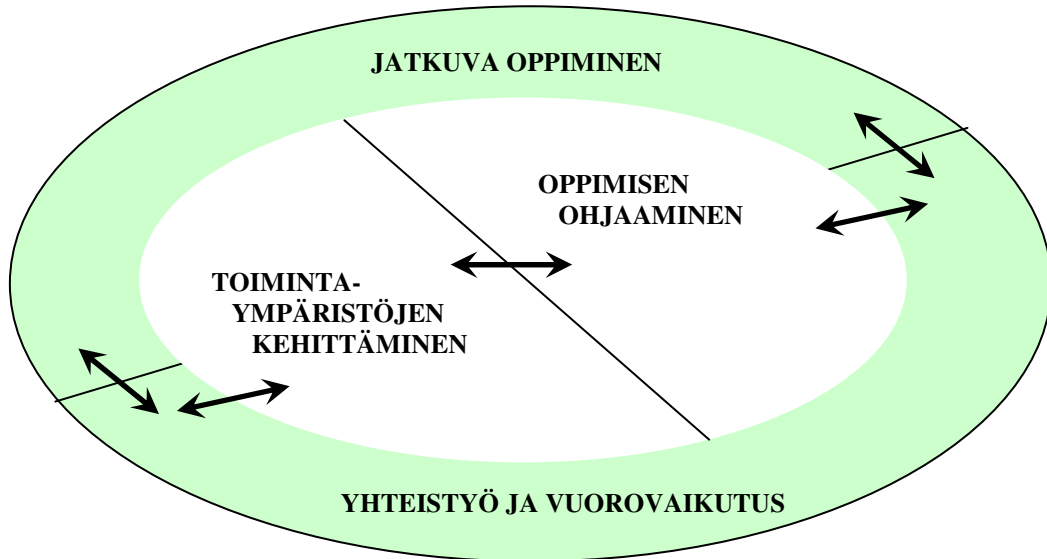 JATKUVA OPPIMINEN
OPPIMISEN
OHJAAMINEN
TOIMINTA-
YMPÄRISTÖJEN
KEHITTÄMINEN
YHTEISTYÖ JA VUOROVAIKUTUS